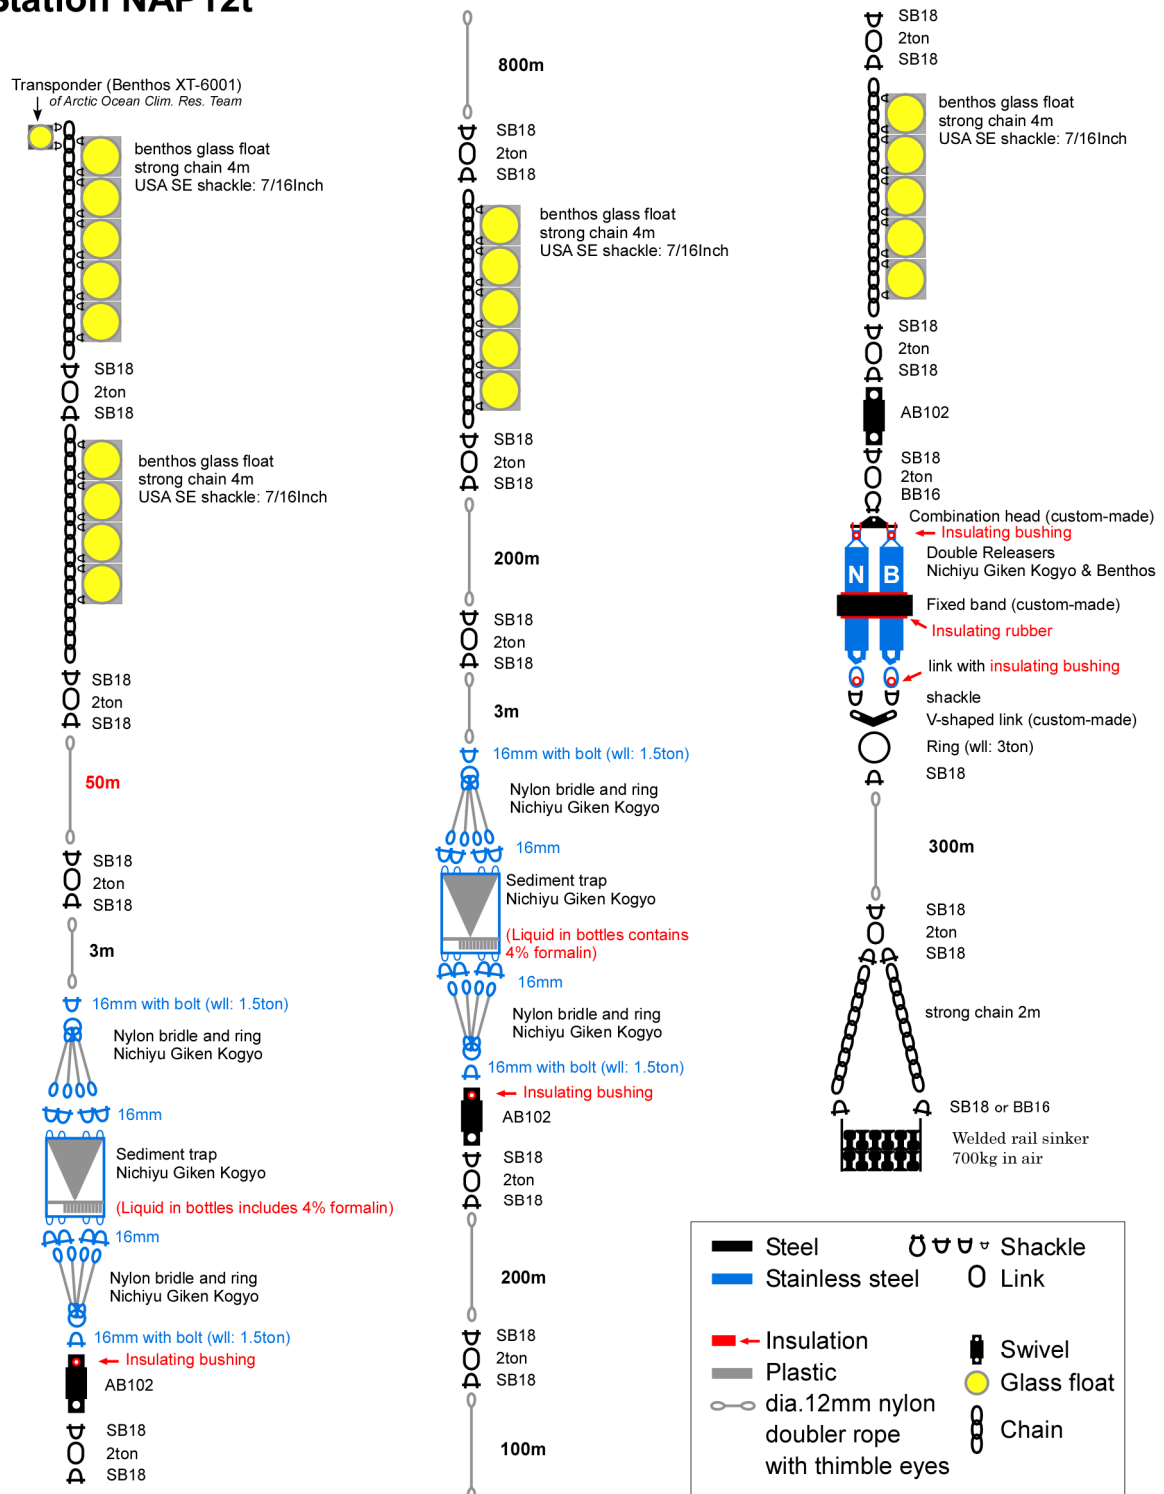 Station NAP12t
Transponder (Benthos XT-6001)
of Arctic Ocean Clim. Res. Team
benthos glass float
strong chain 4m
USA SE shackle: 7/16Inch
SB18
2ton
SB18
benthos glass float
strong chain 4m
USA SE shackle: 7/16Inch
SB18
2ton
SB18
50m
SB18
2ton
SB18
3m
16mm with bolt (wll: 1.5ton)
Nylon bridle and ring
Nichiyu Giken Kogyo
16mm
Sediment trap
Nichiyu Giken Kogyo
(Liquid in bottles includes 4% formalin)
16mm
Nylon bridle and ring
Nichiyu Giken Kogyo
16mm with bolt (wll: 1.5ton)
Insulating bushing
AB102
SB18
2ton
SB18
800m
SB18
2ton
SB18
benthos glass float
strong chain 4m
USA SE shackle: 7/16Inch
SB18
2ton
SB18
200m
SB18
2ton
SB18
3m
16mm with bolt (wll: 1.5ton)
Nylon bridle and ring
Nichiyu Giken Kogyo
16mm
Sediment trap
Nichiyu Giken Kogyo
(Liquid in bottles contains
4% formalin)
16mm
Nylon bridle and ring
Nichiyu Giken Kogyo
16mm with bolt (wll: 1.5ton)
Insulating bushing
AB102
SB18
2ton
SB18
200m
SB18
2ton
SB18
100m
SB18
2ton
SB18
benthos glass float
strong chain 4m
USA SE shackle: 7/16Inch
SB18
2ton
SB18
AB102
SB18
2ton
BB16
Combination head (custom-made)
Insulating bushing
Double Releasers
Nichiyu Giken Kogyo & Benthos
N B
Fixed band (custom-made)
Insulating rubber
link with insulating bushing
shackle
V-shaped link (custom-made)
Ring (wll: 3ton)
SB18
300m
SB18
2ton
SB18
strong chain 2m
SB18 or BB16
Welded rail sinker
700kg in air
Steel
Stainless steel
Insulation
Plastic
dia.12mm nylon
doubler rope
with thimble eyes
Shackle
Link
Swivel
Glass float
Chain